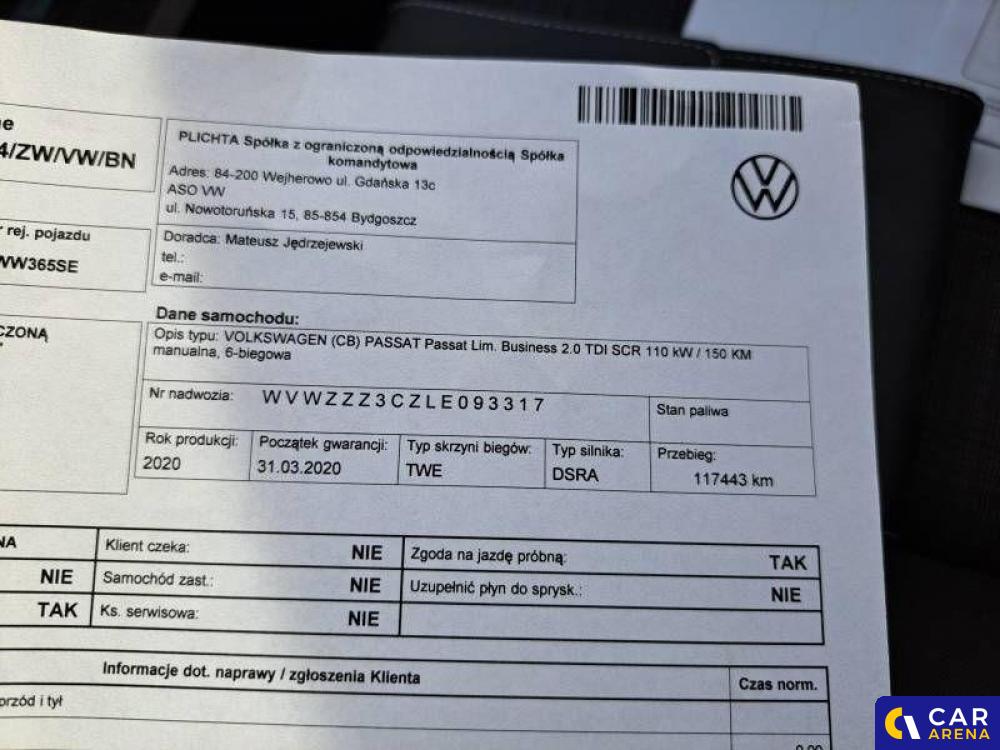 4/ZW/VW/BN
PLICHTA Spółka z ograniczoną odpowiedzialnością Spółka
komandytowa
Adres: 84-200 Wejherowo ul. Gdańska 13c
ASO VW
ul. Nowotoruńska 15, 85-854 Bydgoszcz
rej. pojazdu
WW365SE
Doradca: Mateusz Jędrzejewski
tel.:
e-mail:
Dane samochodu:
CZONĄ
Opis typu: VOLKSWAGEN (CB) PASSAT Passat Lim. Business 2.0 TDI SCR 110 kW / 150 KM
manualna, 6-biegowa
Nr nadwozia: WVWZZZ3CZLE093317
Stan paliwa
Rok produkcji: Początek gwarancji: Typ skrzyni biegów: Typ silnika: Przebieg:
2020 31.03.2020 TWE DSRA 117443 km
NA Klient czeka: NIE Zgoda na jazdę próbną: TAK
NIE Samochód zast.: NIE Uzupełnić płyn do sprysk.: NIE
TAK Ks. serwisowa: NIE
Informacje dot. naprawy / zgłoszenia Klienta Czas norm.
przód i tył
0.00
CAR
ARENA